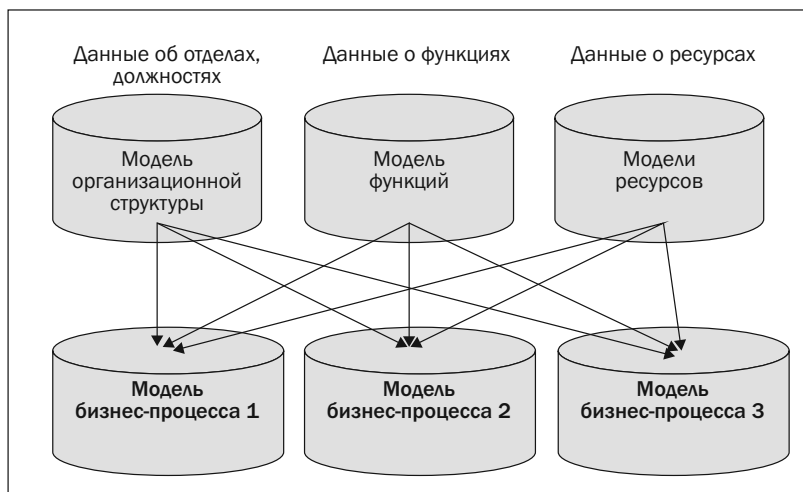 Данные об отделах,
должностях
Данные о функциях
Данные о ресурсах
Модель
организационной
структуры
Модель
функций
Модели
ресурсов
Модель
бизнес-процесса 1
Модель
бизнес-процесса 2
Модель
бизнес-процесса 3